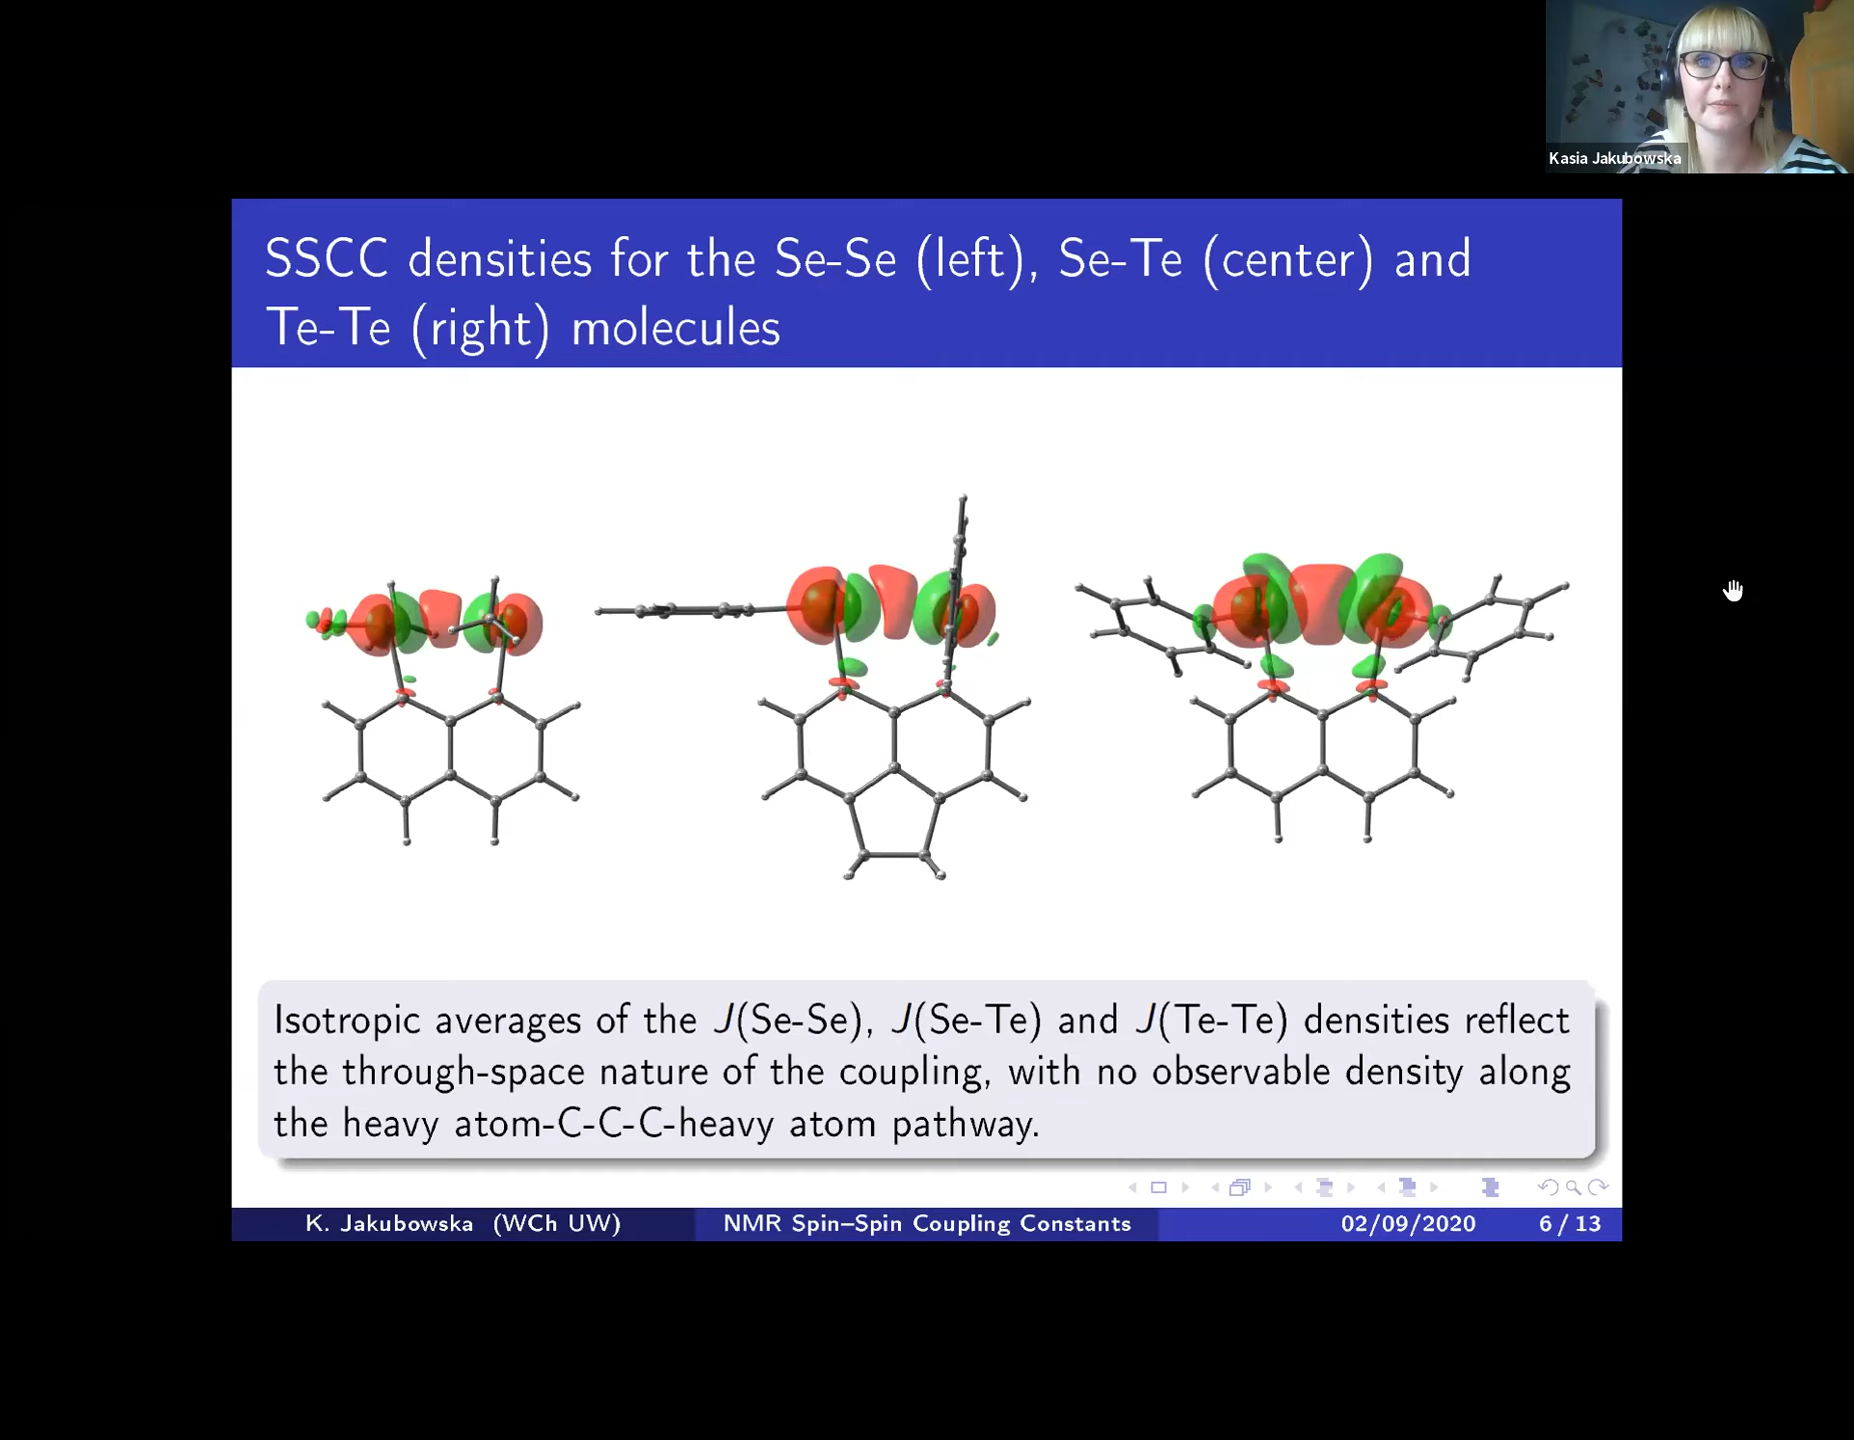 Kasia Jakubowska
SSCC densities for the Se-Se (left), Se-Te (center) and
Te-Te (right) molecules
Isotropic averages of the J(Se-Se), J(Se-Te) and J(Te-Te) densities reflect
the through-space nature of the coupling, with no observable density along
the heavy atom-C-C-C-heavy atom pathway.
K. Jakubowska (WCh UW) NMR Spin–Spin Coupling Constants 02/09/2020 6 / 13